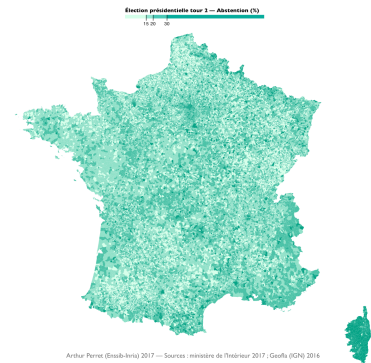 Élection présidentielle tour 2 — Abstention (%)
15 20 30
Arthur Perret (Enssib-Inria) 2017 — Sources : ministère de l'Intérieur 2017 ; Geofla (IGN) 2016